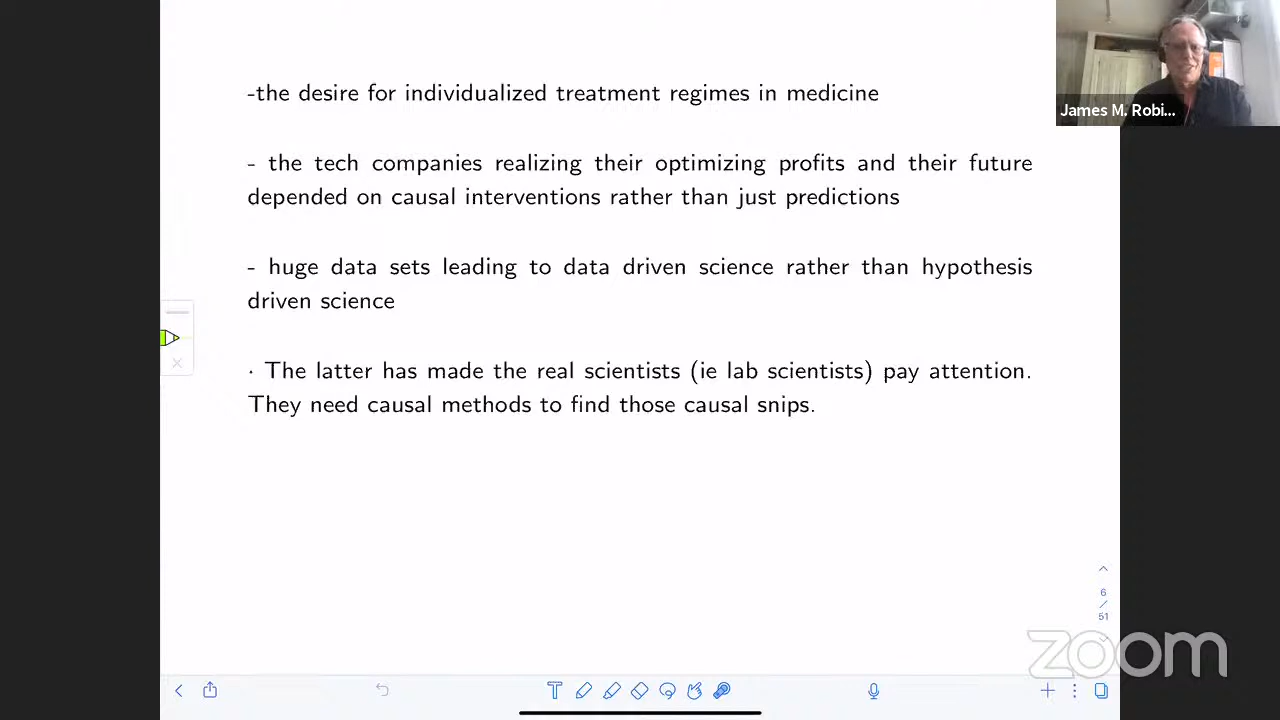 -the desire for individualized treatment regimes in medicine
- the tech companies realizing their optimizing profits and their future
depended on causal interventions rather than just predictions
- huge data sets leading to data driven science rather than hypothesis
driven science
· The latter has made the real scientists (ie lab scientists) pay attention.
They need causal methods to find those causal snips.
James M. Robi...
6
/
51
zoom